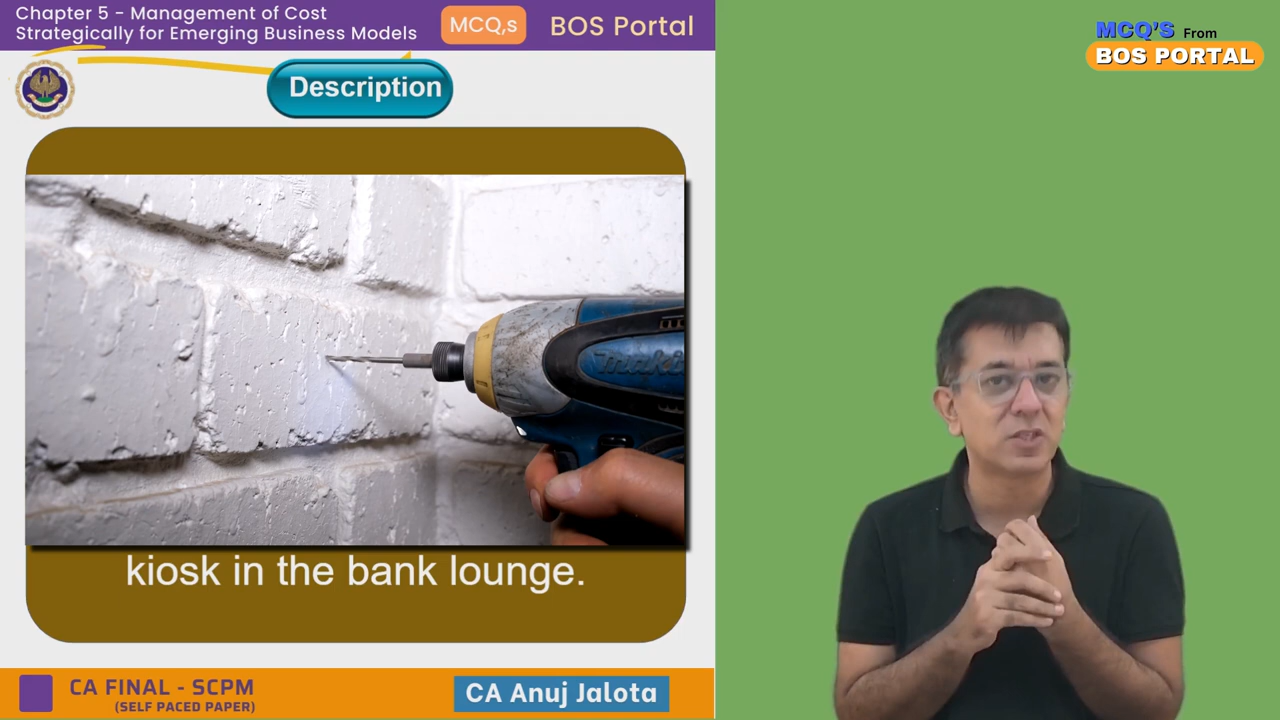 Chapter 5 - Management of Cost
Strategically for Emerging Business Models
MCQ,s
BOS Portal
MCQ'S From
BOS PORTAL
Description
kiosk in the bank lounge.
CA FINAL - SCPM
(SELF PACED PAPER)
CA Anuj Jalota